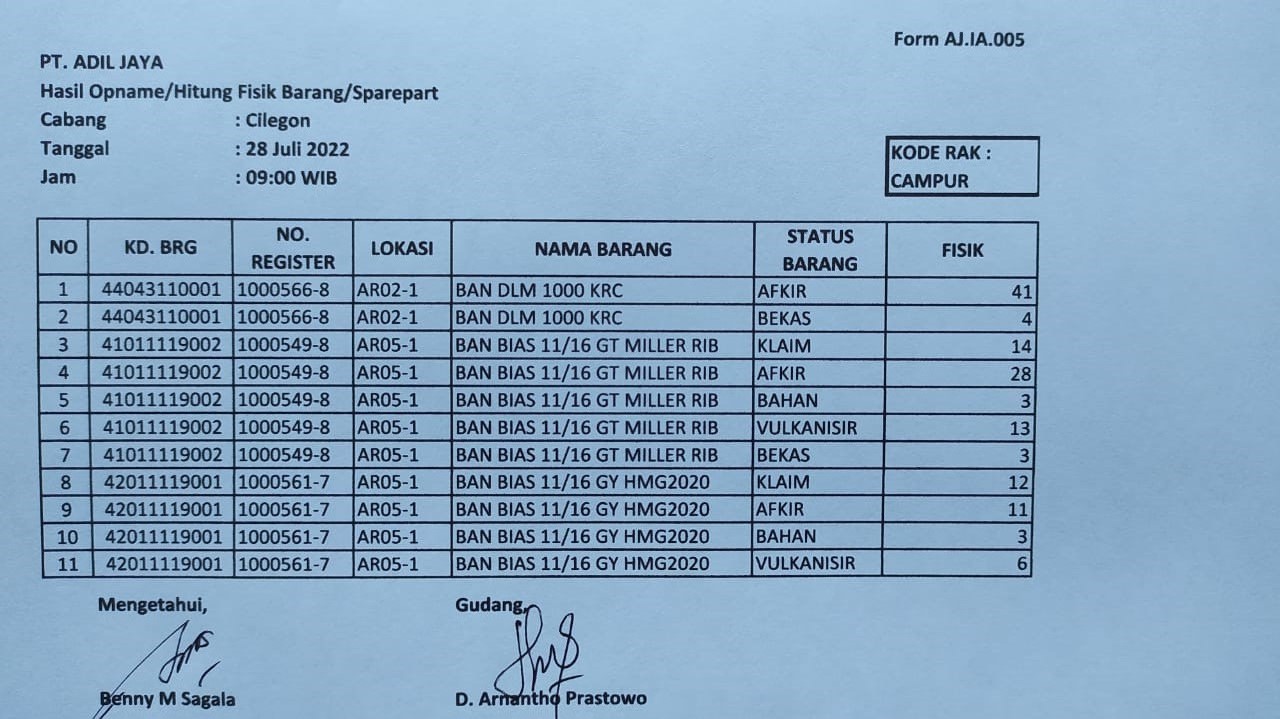 Form AJ.IA.005
PT. ADIL JAYA
Hasil Opname/Hitung Fisik Barang/Sparepart
Cabang : Cilegon
Tanggal : 28 Juli 2022
Jam : 09:00 WIB
KODE RAK :
CAMPUR
NO KD. BRG NO. REGISTER LOKASI NAMA BARANG STATUS BARANG FISIK
1 44043110001 1000566-8 AR02-1 BAN DLM 1000 KRC AFKIR 41
2 44043110001 1000566-8 AR02-1 BAN DLM 1000 KRC BEKAS 4
3 41011119002 1000549-8 AR05-1 BAN BIAS 11/16 GT MILLER RIB KLAIM 14
4 41011119002 1000549-8 AR05-1 BAN BIAS 11/16 GT MILLER RIB AFKIR 28
5 41011119002 1000549-8 AR05-1 BAN BIAS 11/16 GT MILLER RIB BAHAN 3
6 41011119002 1000549-8 AR05-1 BAN BIAS 11/16 GT MILLER RIB VULKANISIR 13
7 41011119002 1000549-8 AR05-1 BAN BIAS 11/16 GT MILLER RIB BEKAS 3
8 42011119001 1000561-7 AR05-1 BAN BIAS 11/16 GY HMG2020 KLAIM 12
9 42011119001 1000561-7 AR05-1 BAN BIAS 11/16 GY HMG2020 AFKIR 11
10 42011119001 1000561-7 AR05-1 BAN BIAS 11/16 GY HMG2020 BAHAN 3
11 42011119001 1000561-7 AR05-1 BAN BIAS 11/16 GY HMG2020 VULKANISIR 6
Mengetahui, Gudang,
Benny M Sagala D. Arnantho Prastowo